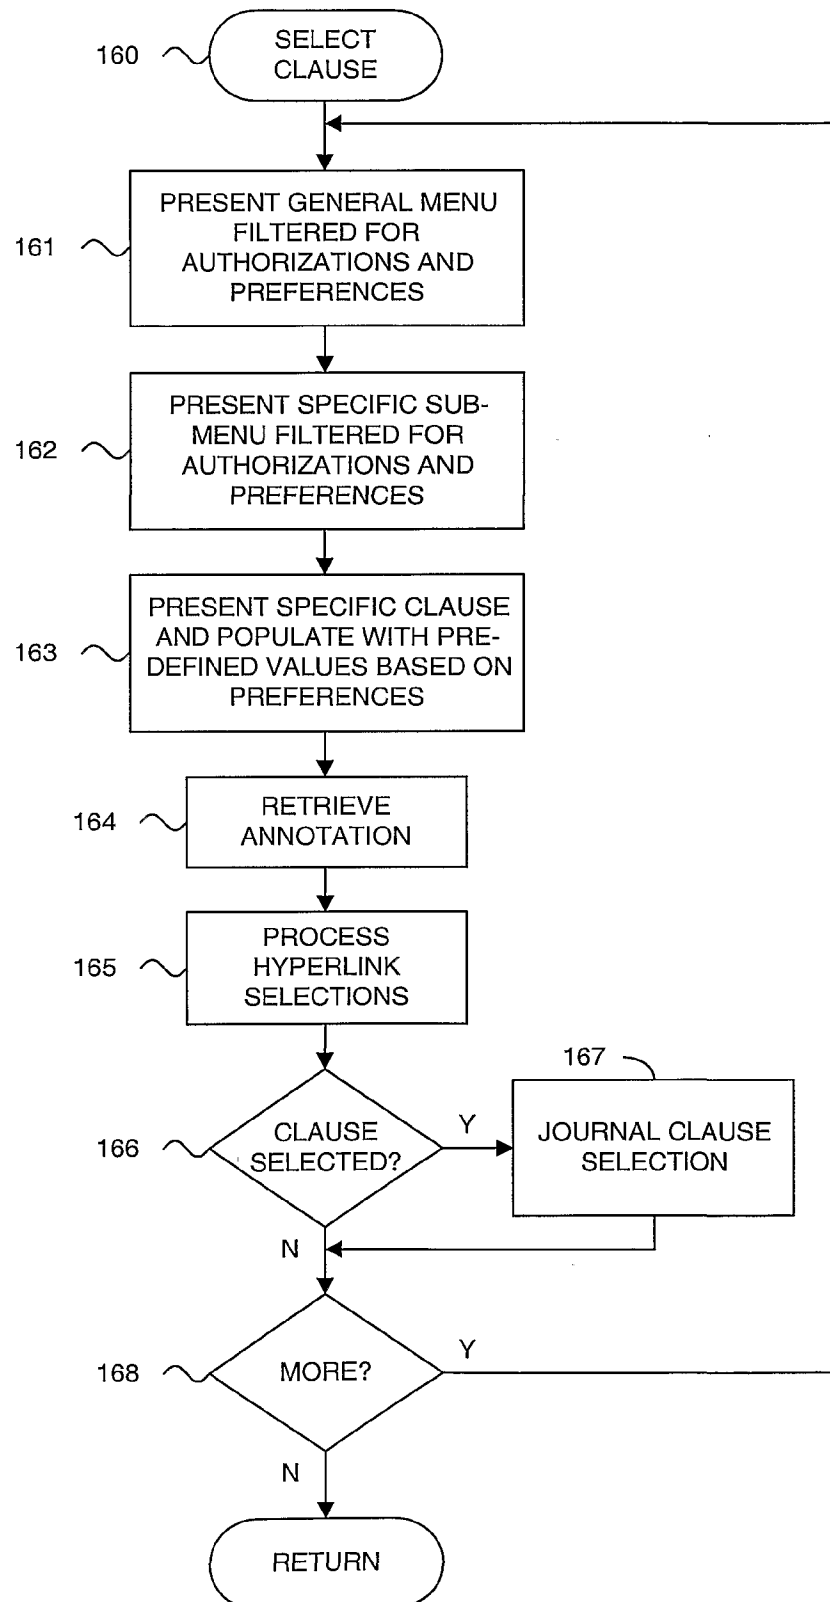 160
SELECT
CLAUSE
161
PRESENT GENERAL MENU
FILTERED FOR
AUTHORIZATIONS AND
PREFERENCES
162
PRESENT SPECIFIC SUB-
MENU FILTERED FOR
AUTHORIZATIONS AND
PREFERENCES
163
PRESENT SPECIFIC CLAUSE
AND POPULATE WITH PRE-
DEFINED VALUES BASED ON
PREFERENCES
164
RETRIEVE
ANNOTATION
165
PROCESS
HYPERLINK
SELECTIONS
166
CLAUSE
SELECTED?
Y
167
JOURNAL CLAUSE
SELECTION
N
168
MORE?
Y
N
RETURN